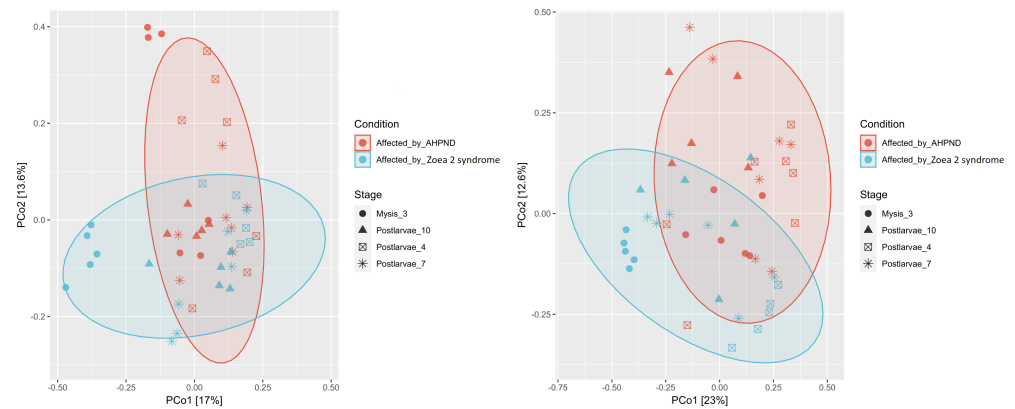 0.4
0.2
0.0
-0.2
PCo2 [13.6%]
-0.50
-0.25
0.00
0.25
0.50
PCo1 [17%]
Condition
Affected_by_AHPND
Affected_by_Zoea 2 syndrome
Stage
Mysis_3
Postlarvae_10
Postlarvae_4
Postlarvae_7
0.50
0.25
0.00
-0.25
PCo2 [12.6%]
-0.75
-0.50
-0.25
0.00
0.25
0.50
PCo1 [23%]
Condition
Affected_by_AHPND
Affected_by_Zoea 2 syndrome
Stage
Mysis_3
Postlarvae_10
Postlarvae_4
Postlarvae_7